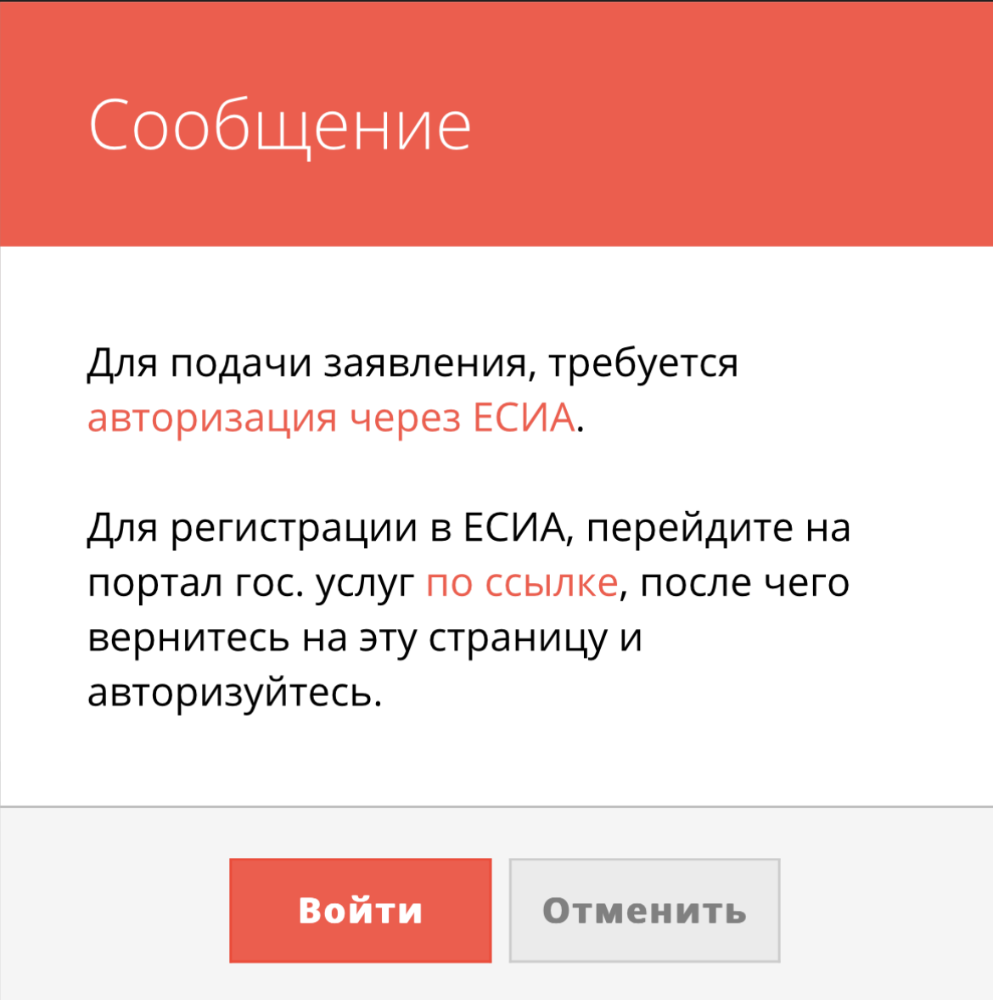 Сообщение
Для подачи заявления, требуется
авторизация через ЕСИА.
Для регистрации в ЕСИА, перейдите на
портал гос. услуг по ссылке, после чего
вернитесь на эту страницу и
авторизуйтесь.
Войти
Отменить